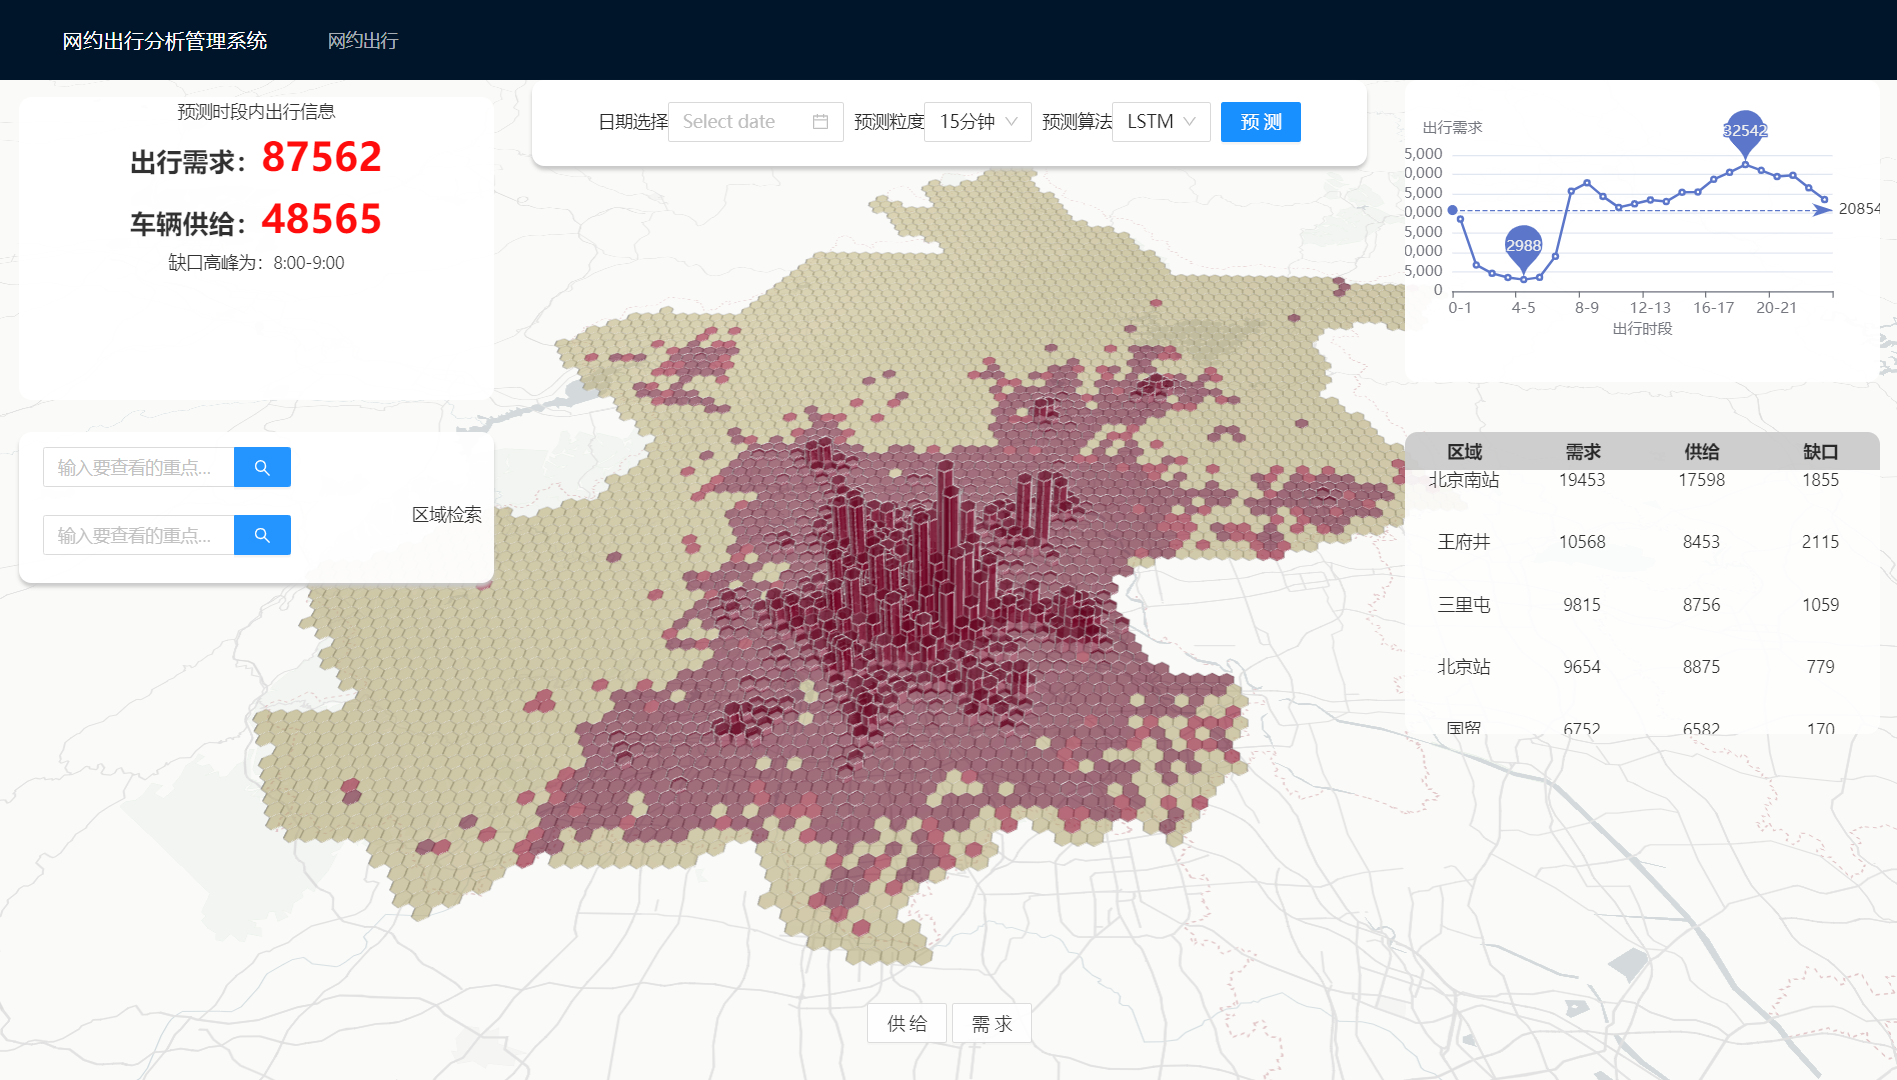 网约出行分析管理系统
网约出行
预测时段内出行信息
出行需求：87562
车辆供给：48565
缺口高峰为：8:00-9:00
输入要查看的重点...
输入要查看的重点...
区域检索
日期选择
Select date
预测粒度
15分钟
预测算法
LSTM
预 测
出行需求
5,000
0,000
5,000
0,000
5,000
0,000
5,000
0
32542
2988
20854
0-1
4-5
8-9
12-13
16-17
20-21
出行时段
区域 需求 供给 缺口
北京南站 19453 17598 1855
王府井 10568 8453 2115
三里屯 9815 8756 1059
北京站 9654 8875 779
国贸 6752 6582 170
供 给
需 求